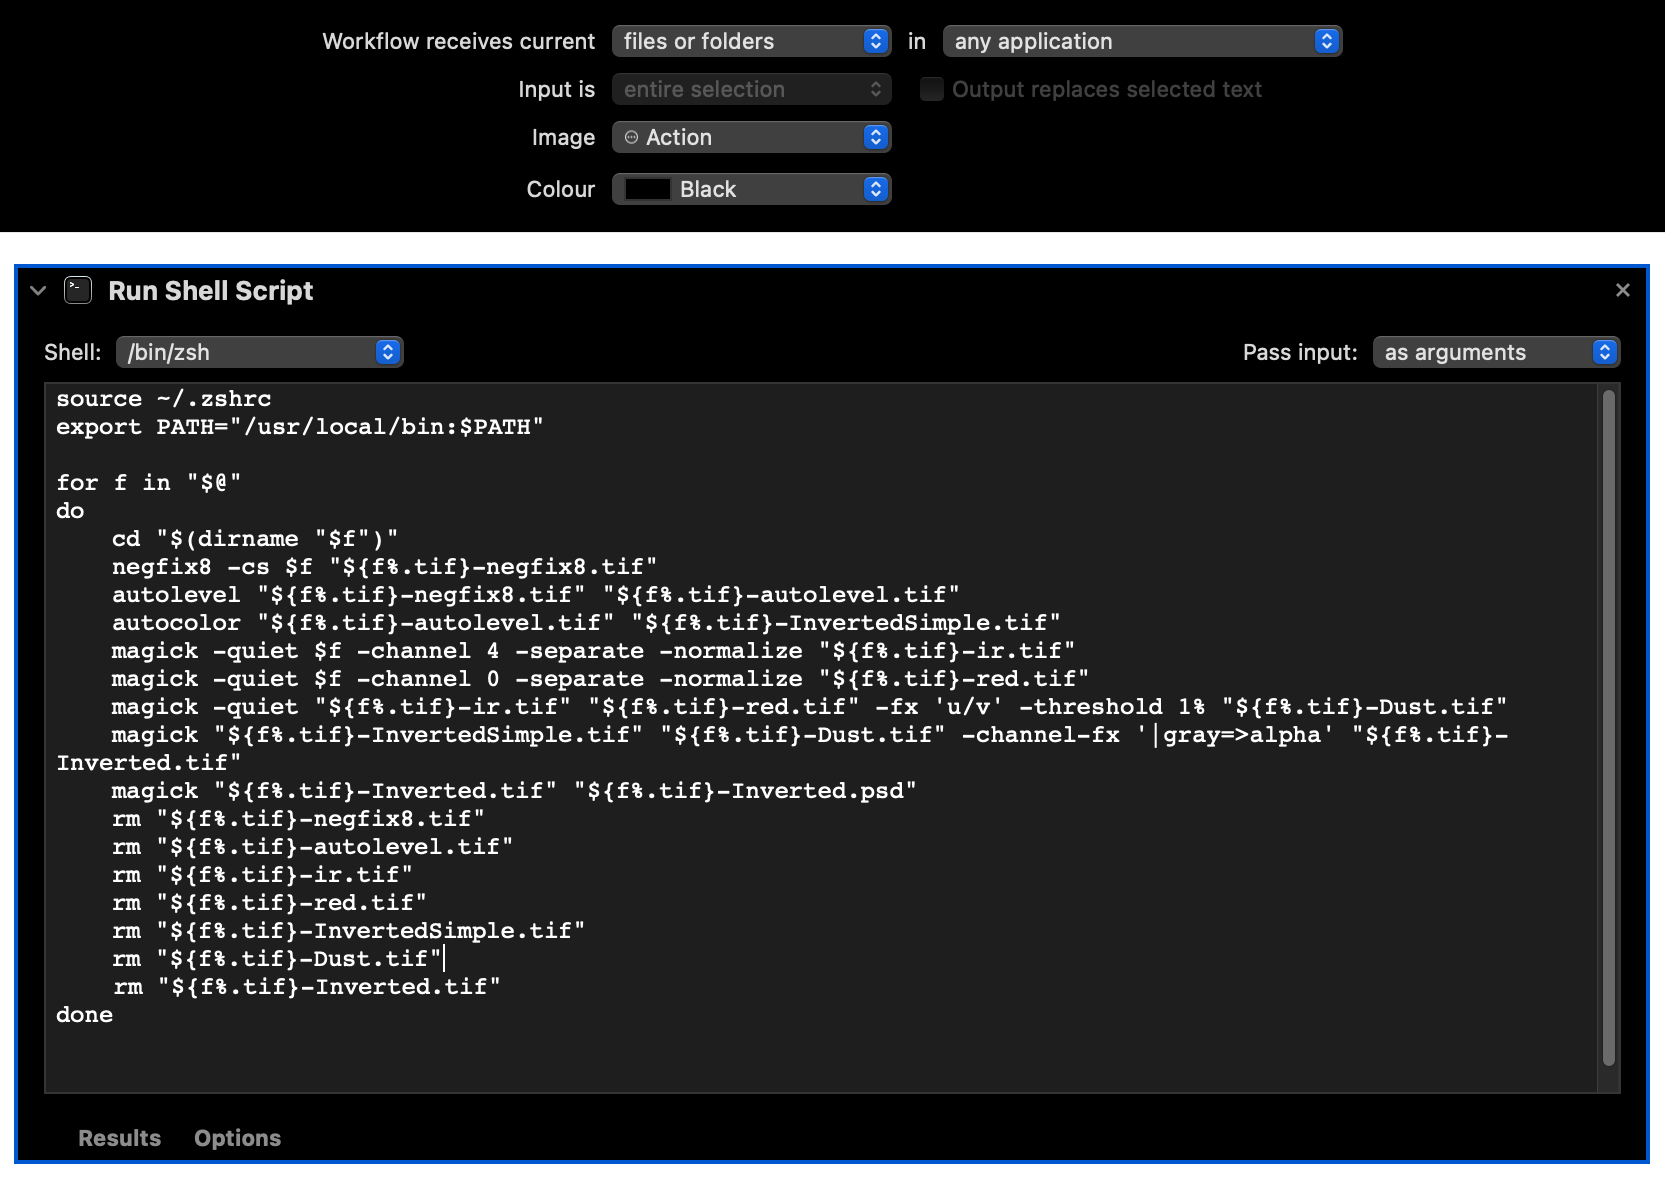 Workflow receives current files or folders in any application
Input is entire selection Output replaces selected text
Image Action
Colour Black
Run Shell Script
Shell: /bin/zsh Pass input: as arguments
source ~/.zshrc
export PATH="/usr/local/bin:$PATH"
for f in "$@"
do
    cd "$(dirname "$f")"
    negfix8 -cs $f "${f%.tif}-negfix8.tif"
    autolevel "${f%.tif}-negfix8.tif" "${f%.tif}-autolevel.tif"
    autocolor "${f%.tif}-autolevel.tif" "${f%.tif}-InvertedSimple.tif"
    magick -quiet $f -channel 4 -separate -normalize "${f%.tif}-ir.tif"
    magick -quiet $f -channel 0 -separate -normalize "${f%.tif}-red.tif"
    magick -quiet "${f%.tif}-ir.tif" "${f%.tif}-red.tif" -fx 'u/v' -threshold 1% "${f%.tif}-Dust.tif"
    magick "${f%.tif}-InvertedSimple.tif" "${f%.tif}-Dust.tif" -channel-fx '|gray=>alpha' "${f%.tif}-
Inverted.tif"
    magick "${f%.tif}-Inverted.tif" "${f%.tif}-Inverted.psd"
    rm "${f%.tif}-negfix8.tif"
    rm "${f%.tif}-autolevel.tif"
    rm "${f%.tif}-ir.tif"
    rm "${f%.tif}-red.tif"
    rm "${f%.tif}-InvertedSimple.tif"
    rm "${f%.tif}-Dust.tif"
    rm "${f%.tif}-Inverted.tif"
done
Results Options